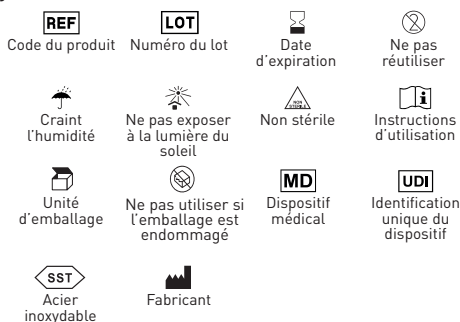 REF
LOT
Code du produit
Numéro du lot
Date
d'expiration
Ne pas
réutiliser
2
NON
STERILE
i
Craint
l'humidité
Ne pas exposer
à la lumière du
soleil
Non stérile
Instructions
d'utilisation
MD
UDI
Unité
d'emballage
Ne pas utiliser si
l'emballage est
endommagé
Dispositif
médical
Identification
unique du
dispositif
SST
Acier
inoxydable
Fabricant